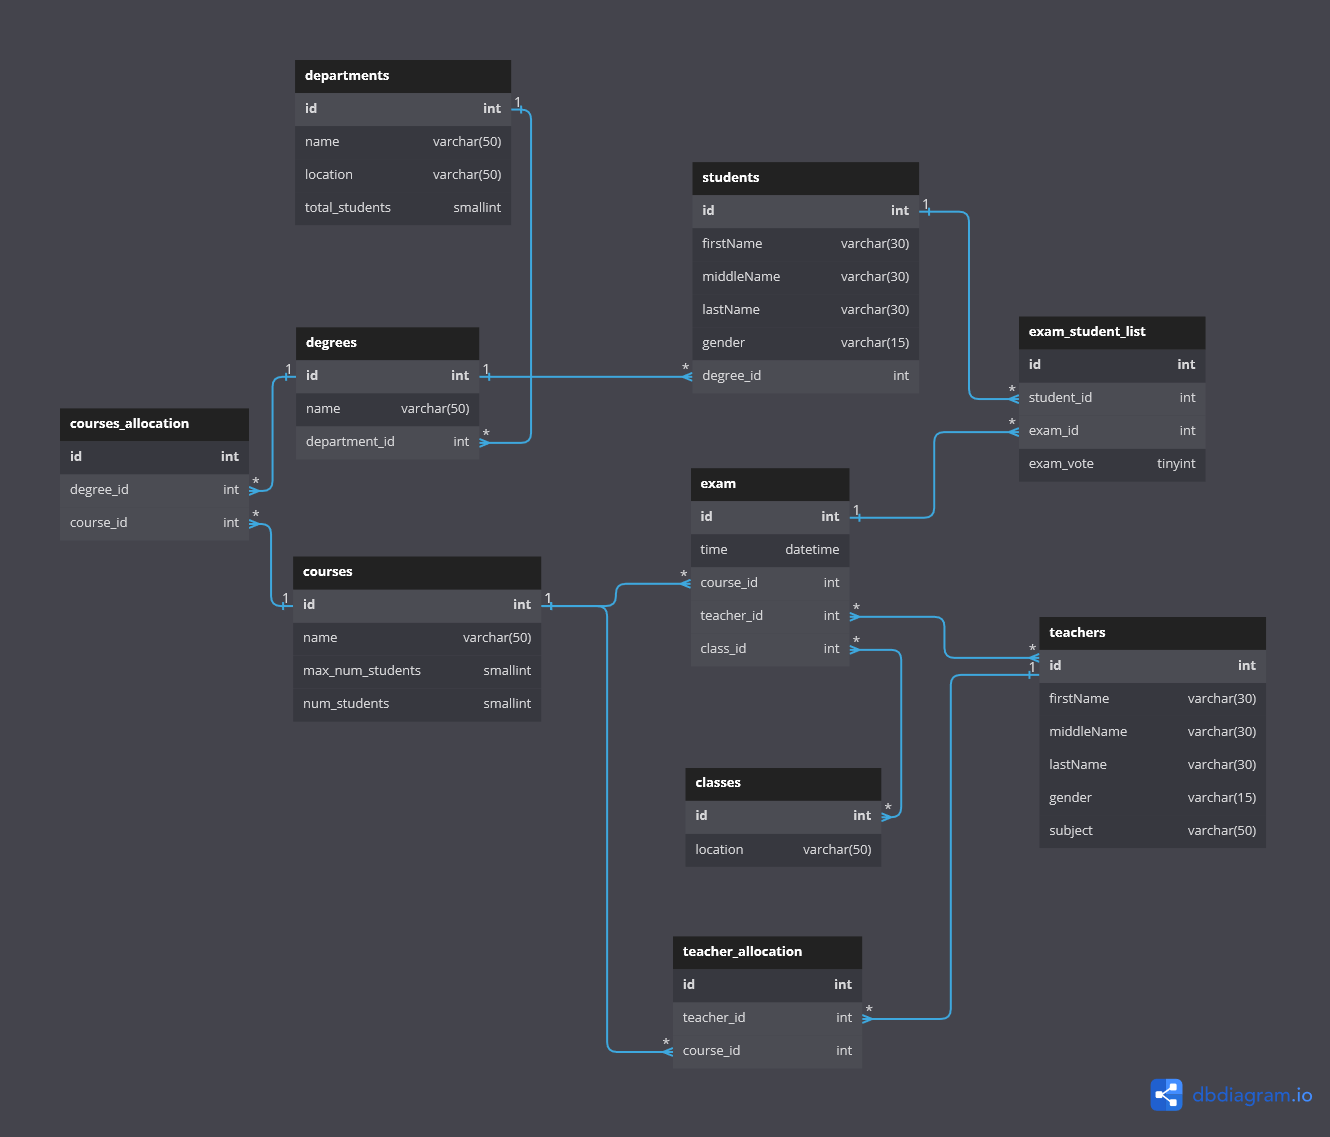 departments
id int
name varchar(50)
location varchar(50)
total_students smallint
students
id int
firstName varchar(30)
middleName varchar(30)
lastName varchar(30)
gender varchar(15)
degree_id int
exam_student_list
id int
student_id int
exam_id int
exam_vote tinyint
degrees
id int
name varchar(50)
department_id int
courses_allocation
id int
degree_id int
course_id int
exam
id int
time datetime
course_id int
teacher_id int
class_id int
courses
id int
name varchar(50)
max_num_students smallint
num_students smallint
teachers
id int
firstName varchar(30)
middleName varchar(30)
lastName varchar(30)
gender varchar(15)
subject varchar(50)
classes
id int
location varchar(50)
teacher_allocation
id int
teacher_id int
course_id int
1
*
1
1
*
*
*
1
1
*
*
*
1
1
*
*
*
*
1
*
*
*
dbdiagram.io